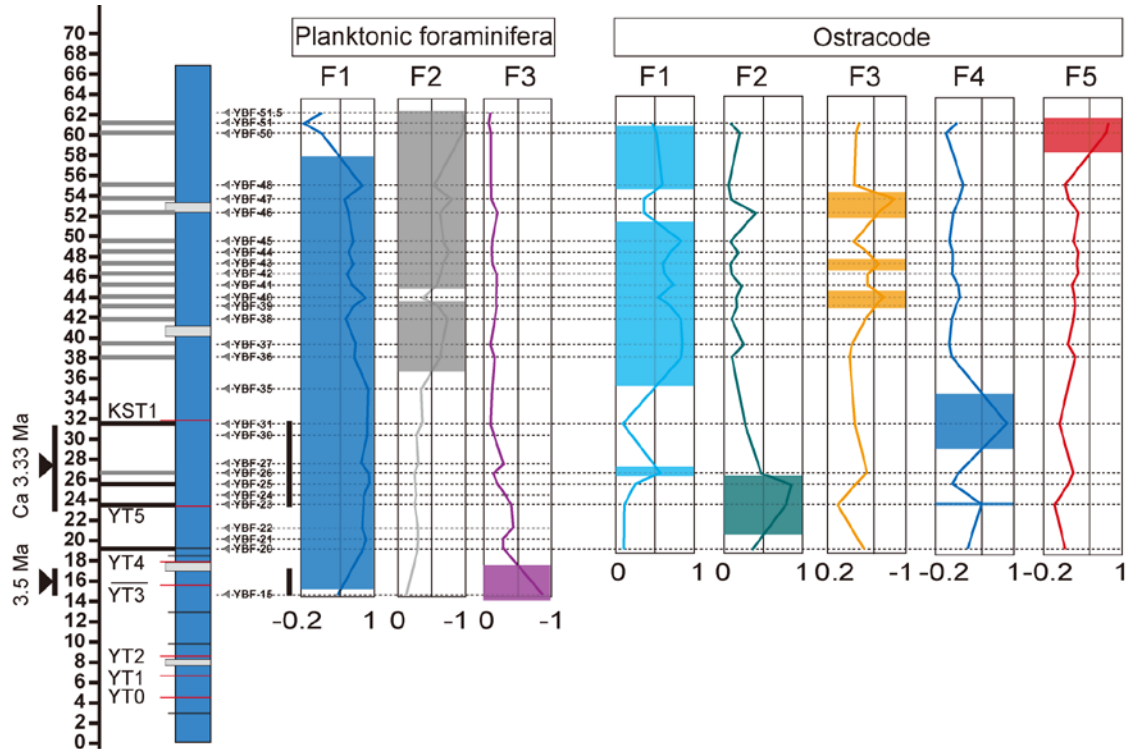 Planktonic foraminifera
Ostracode
F1 F2 F3
F1 F2 F3 F4 F5
70
68
66
64
62
60
58
56
54
52
50
48
46
44
42
40
38
36
34
32
30
28
26
24
22
20
18
16
14
12
10
8
6
4
2
0
Ca 3.33 Ma
3.5 Ma
KST1
YT5
YT4
YT3
YT2
YT1
YT0
YBF-51.5
YBF-51
YBF-50
YBF-48
YBF-47
YBF-46
YBF-45
YBF-44
YBF-43
YBF-42
YBF-41
YBF-40
YBF-39
YBF-38
YBF-37
YBF-36
YBF-35
YBF-31
YBF-30
YBF-27
YBF-26
YBF-25
YBF-24
YBF-23
YBF-22
YBF-21
YBF-20
YBF-15
-0.2 1 0 -1 0 -1
0 1 0 1 0.2 -1 -0.2 1 -0.2 1